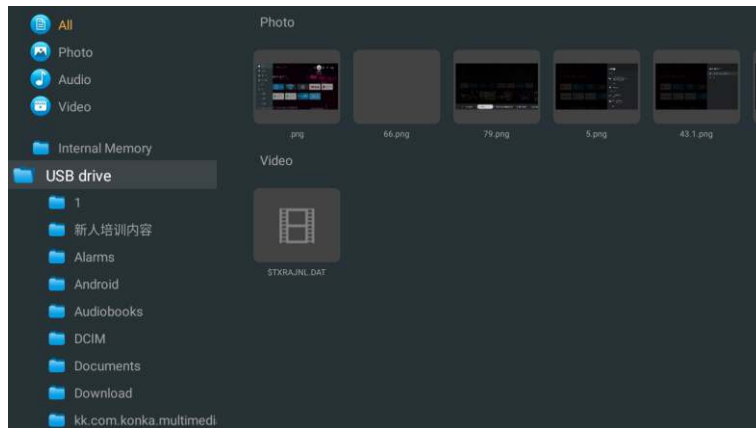 All
Photo
Audio
Video
Internal Memory
USB drive
1
新人培训内容
Alarms
Android
Audiobooks
DCIM
Documents
Download
kk.com.konka.multimedi
Photo
.png
66.png
79.png
5.png
43.1.png
Video
$TXRAJNL.DAT